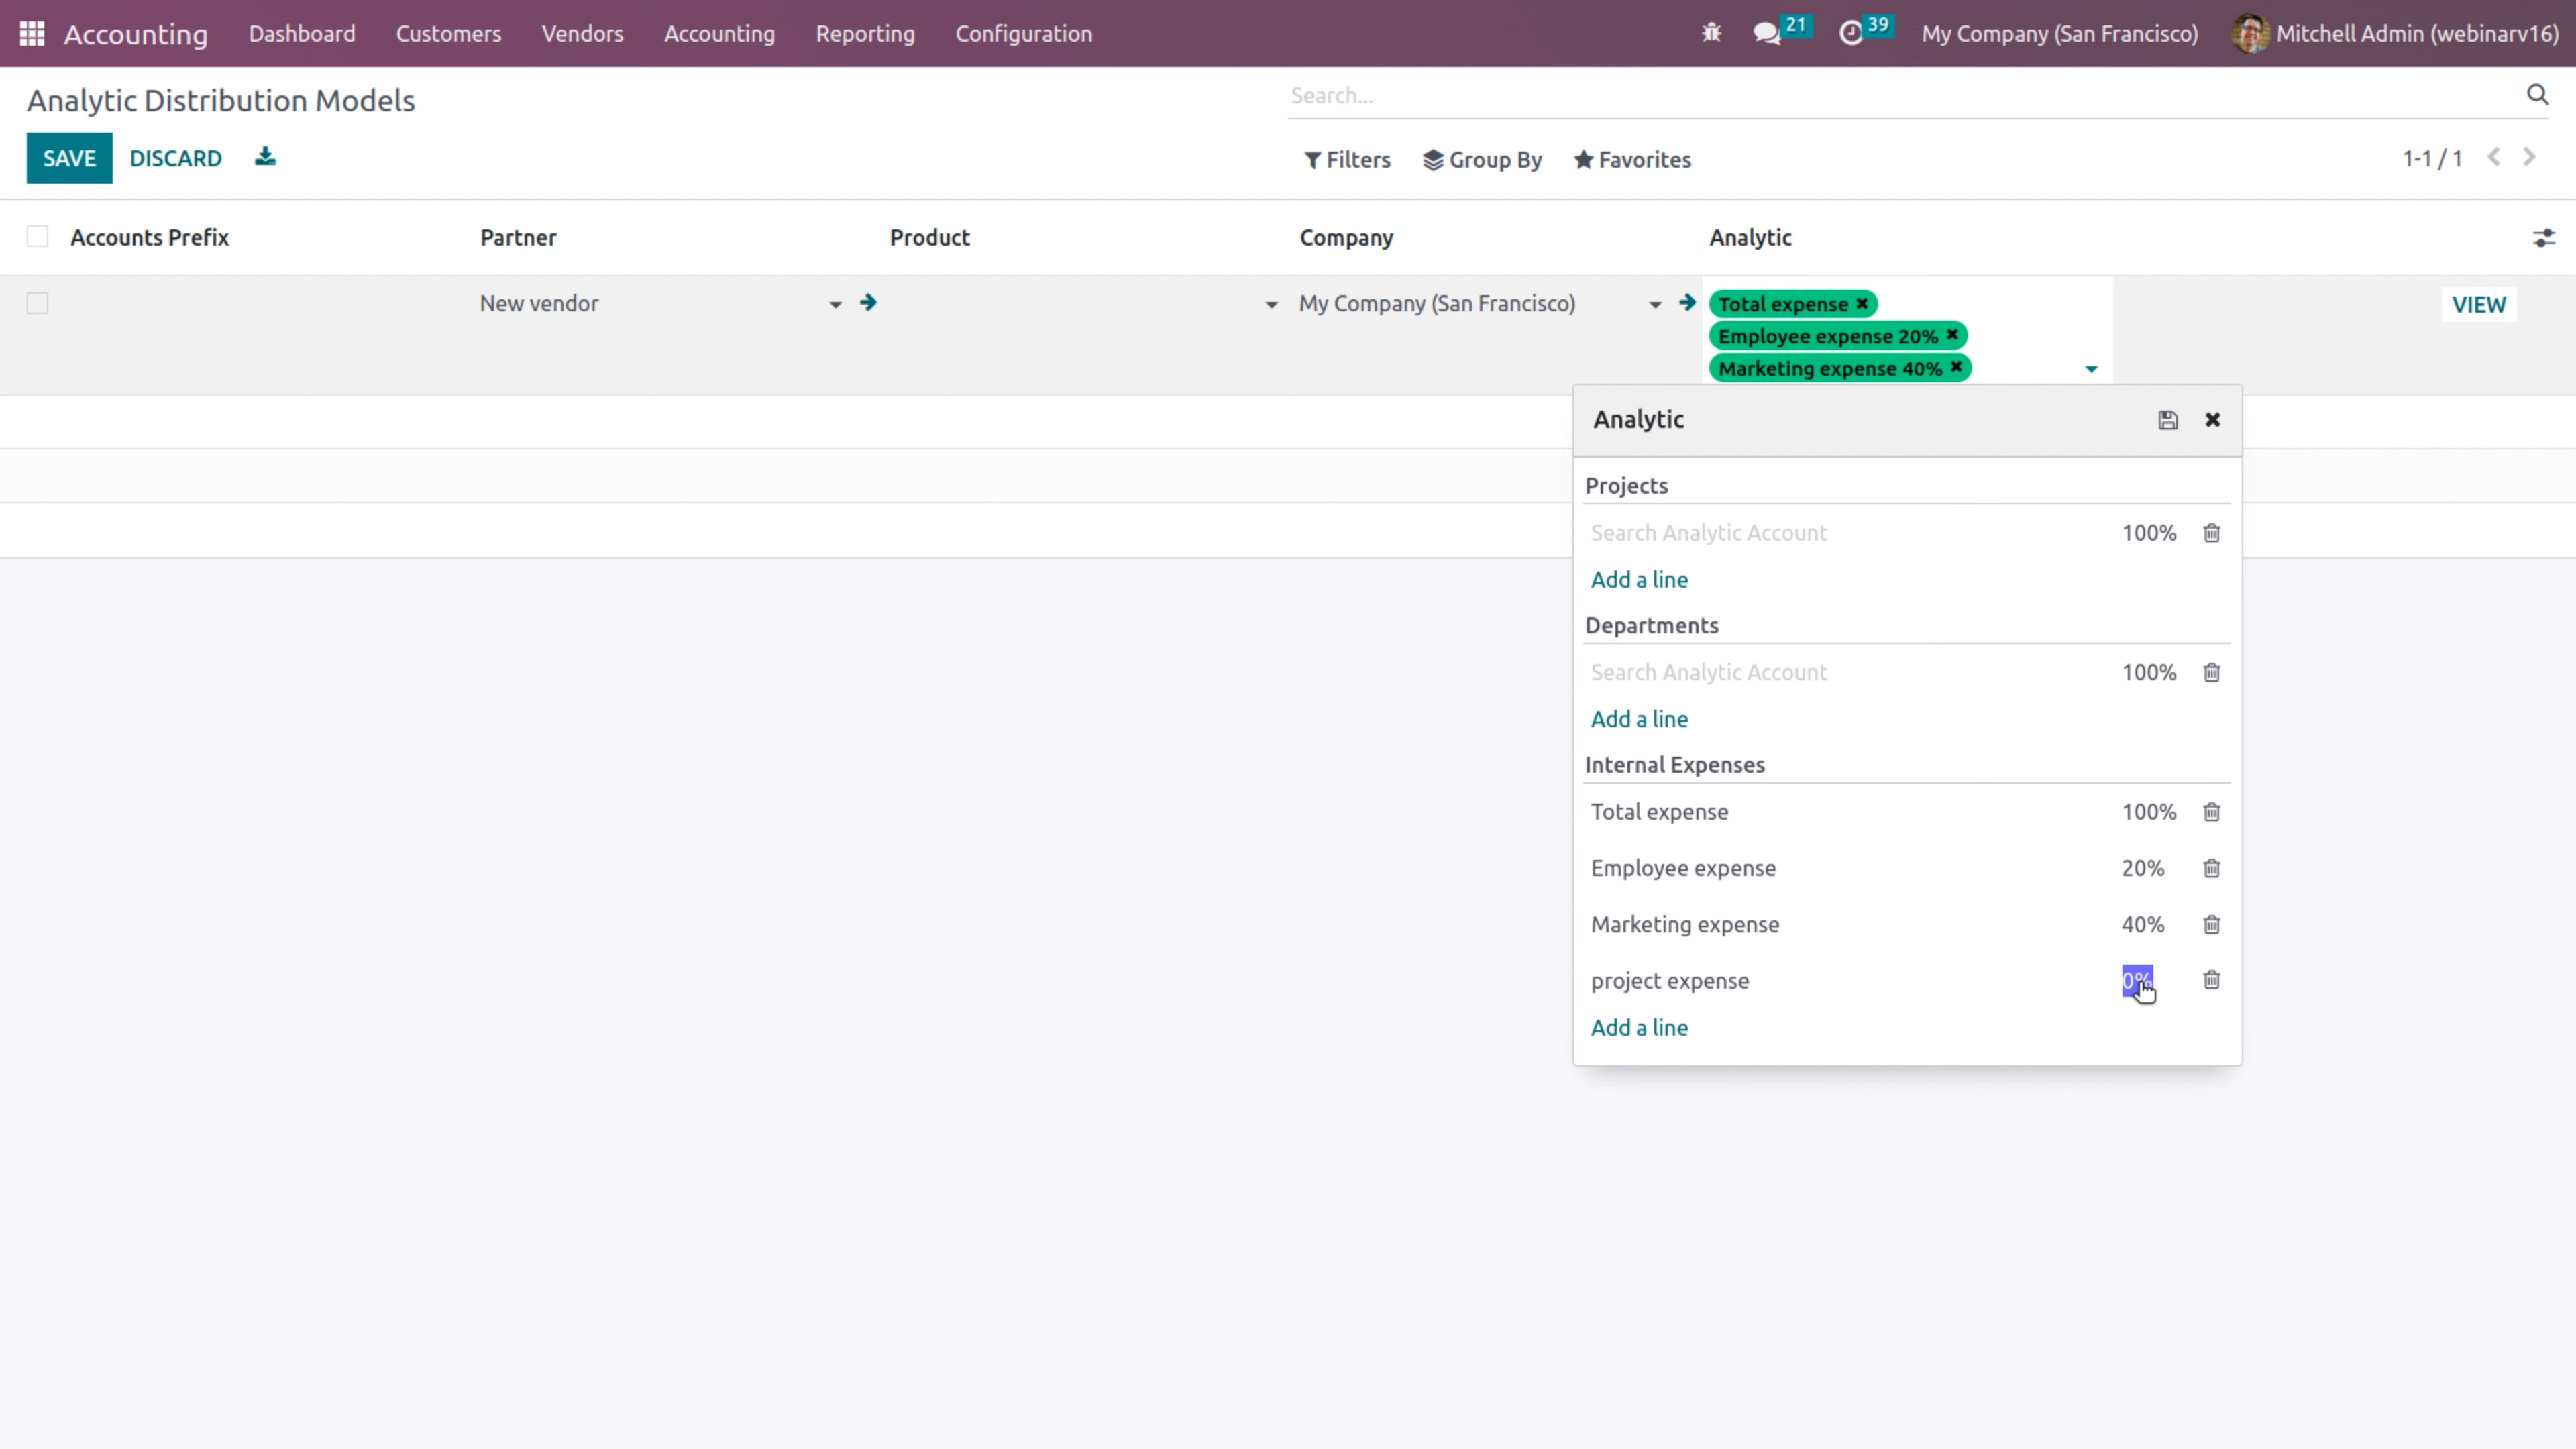 Accounting Dashboard Customers Vendors Accounting Reporting Configuration 21 39 My Company (San Francisco) Mitchell Admin (webinarv16)
Analytic Distribution Models
Search...
SAVE DISCARD
Filters Group By Favorites 1-1 / 1
Accounts Prefix Partner Product Company Analytic
New vendor My Company (San Francisco) Total expense VIEW
Employee expense 20%
Marketing expense 40%
Analytic
Projects
Search Analytic Account 100%
Add a line
Departments
Search Analytic Account 100%
Add a line
Internal Expenses
Total expense 100%
Employee expense 20%
Marketing expense 40%
project expense 0%
Add a line